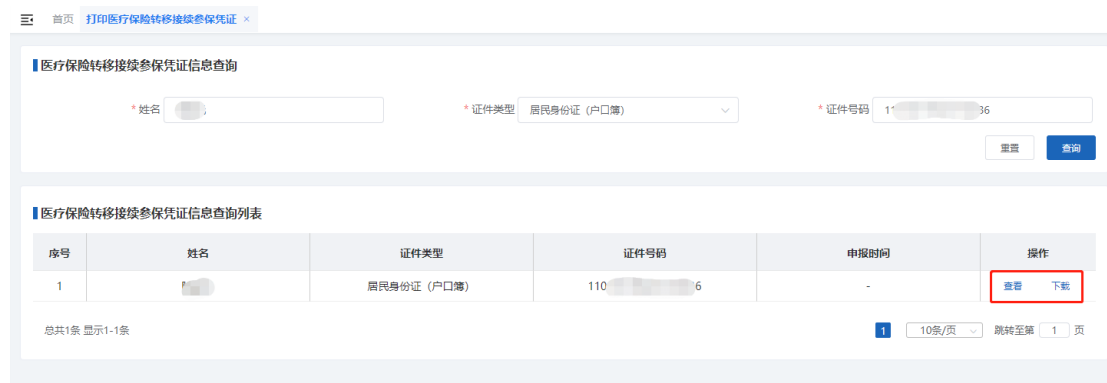 首页 打印医疗保险转移接续参保凭证 ×
医疗保险转移接续参保凭证信息查询
* 姓名
* 证件类型 居民身份证（户口簿）
* 证件号码 11 36
重置 查询
医疗保险转移接续参保凭证信息查询列表
序号 姓名 证件类型 证件号码 申报时间 操作
1 居民身份证（户口簿） 110 6 - 查看 下载
总共1条 显示1-1条 1 10条/页 跳转至第 1 页